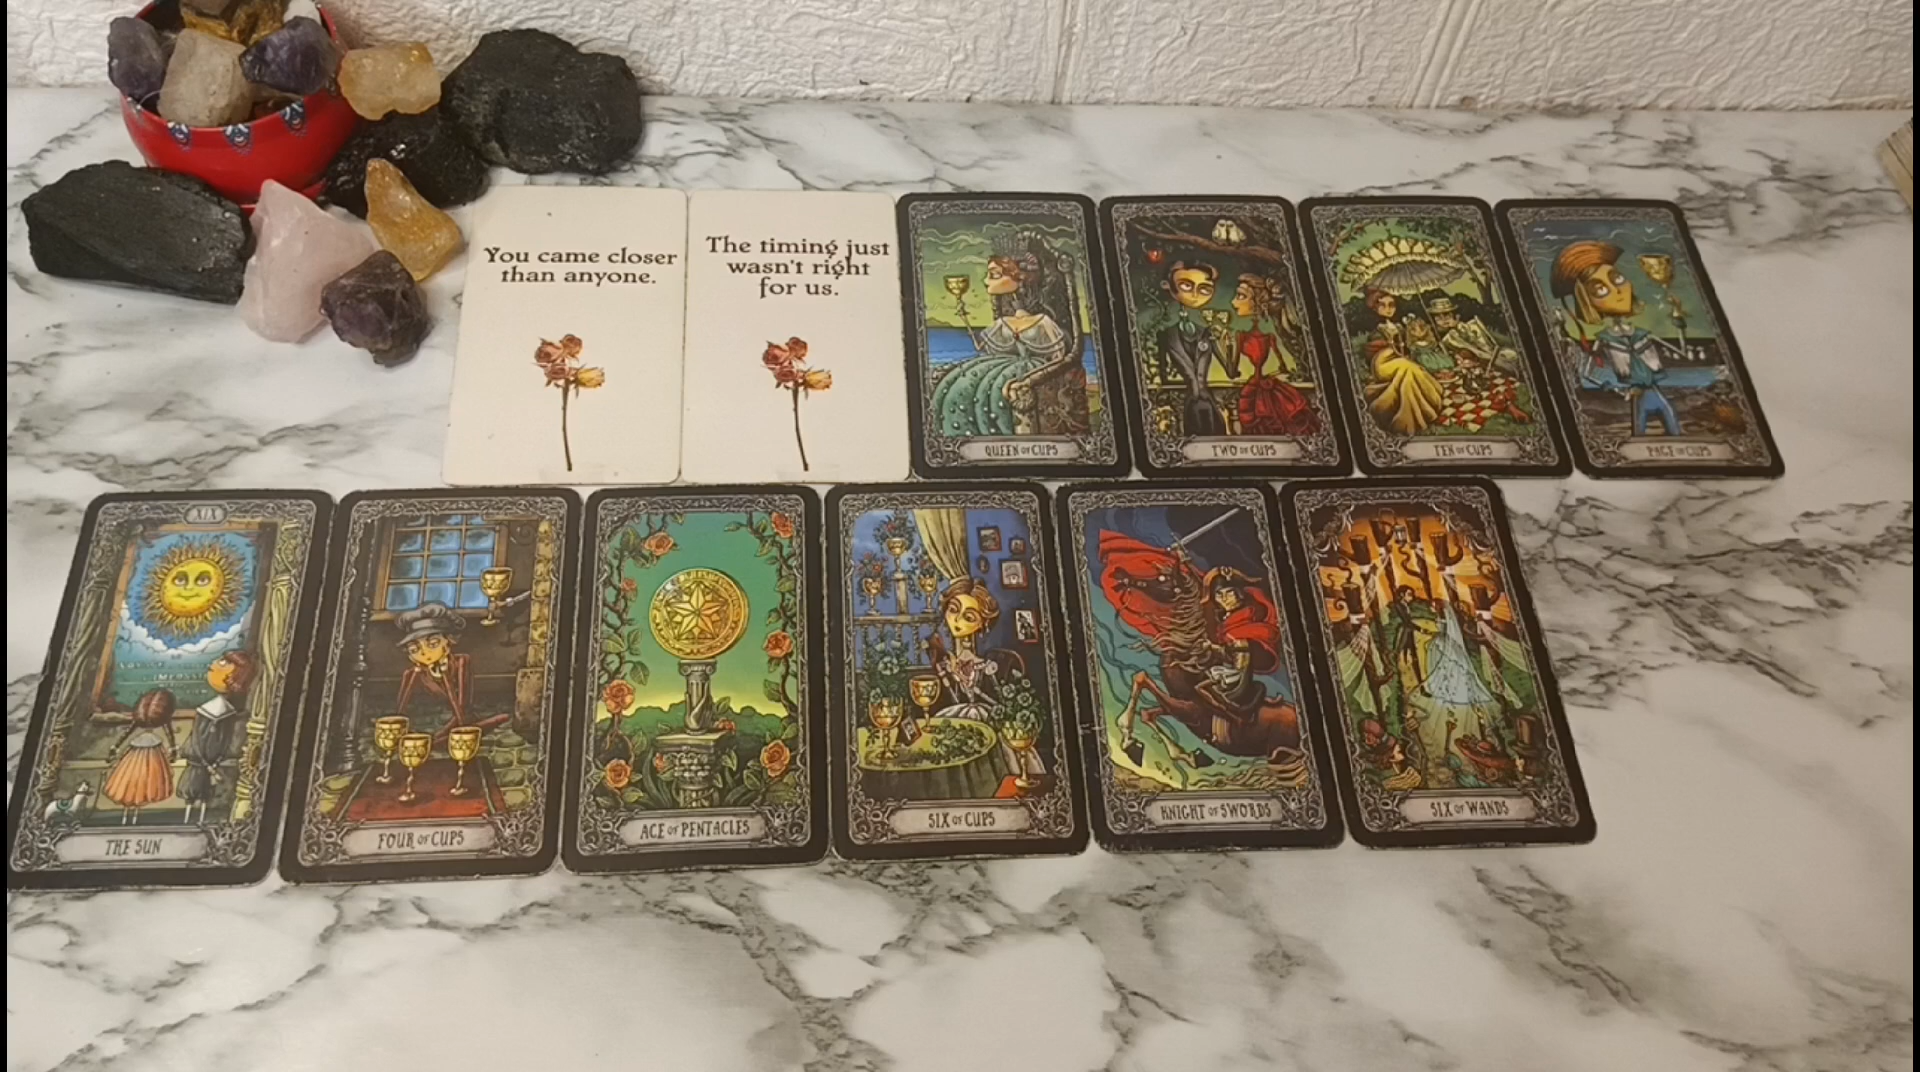 You came closer
than anyone.
The timing just
wasn't right
for us.
QUEEN OF CUPS
TWO OF CUPS
TEN OF CUPS
PAGE OF CUPS
XIX
THE SUN
FOUR OF CUPS
ACE OF PENTACLES
SIX OF CUPS
KNIGHT OF SWORDS
SIX OF WANDS